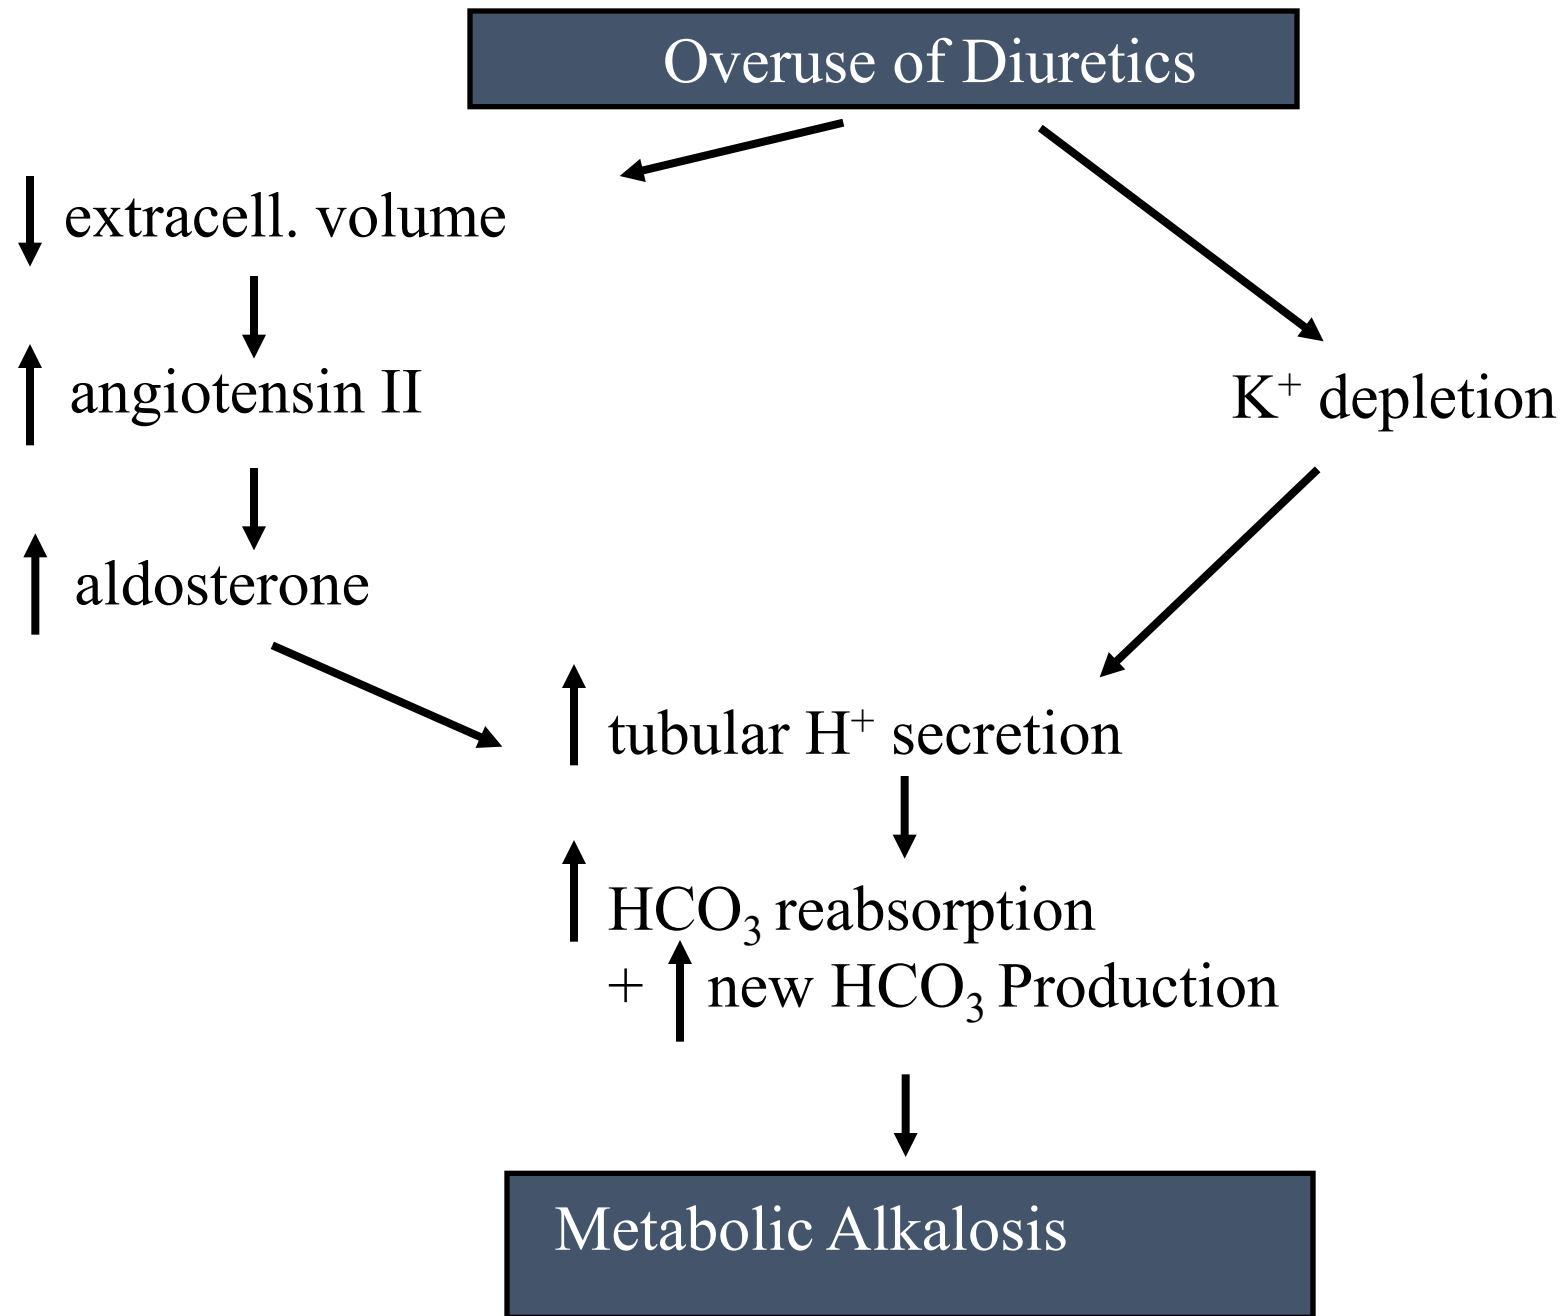 Overuse of Diuretics
extracell. volume
angiotensin II
K⁺ depletion
aldosterone
tubular H⁺ secretion
HCO₃ reabsorption
+ new HCO₃ Production
Metabolic Alkalosis